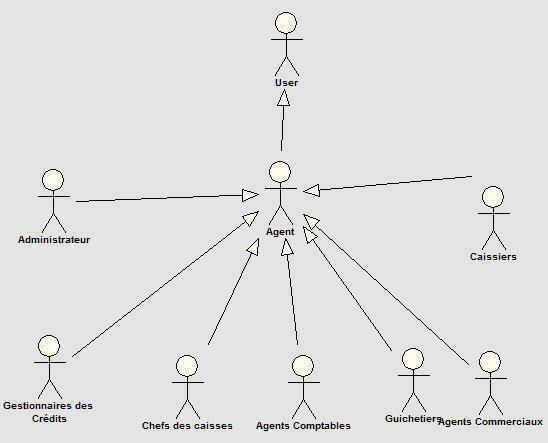 User
Agent
Administrateur
Caissiers
Gestionnaires des
Crédits
Chefs des caisses
Agents Comptables
Guichetiers
Agents Commerciaux